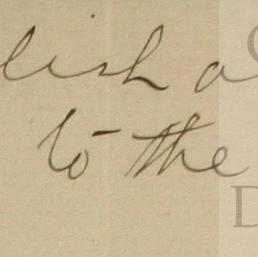 lish a
to the